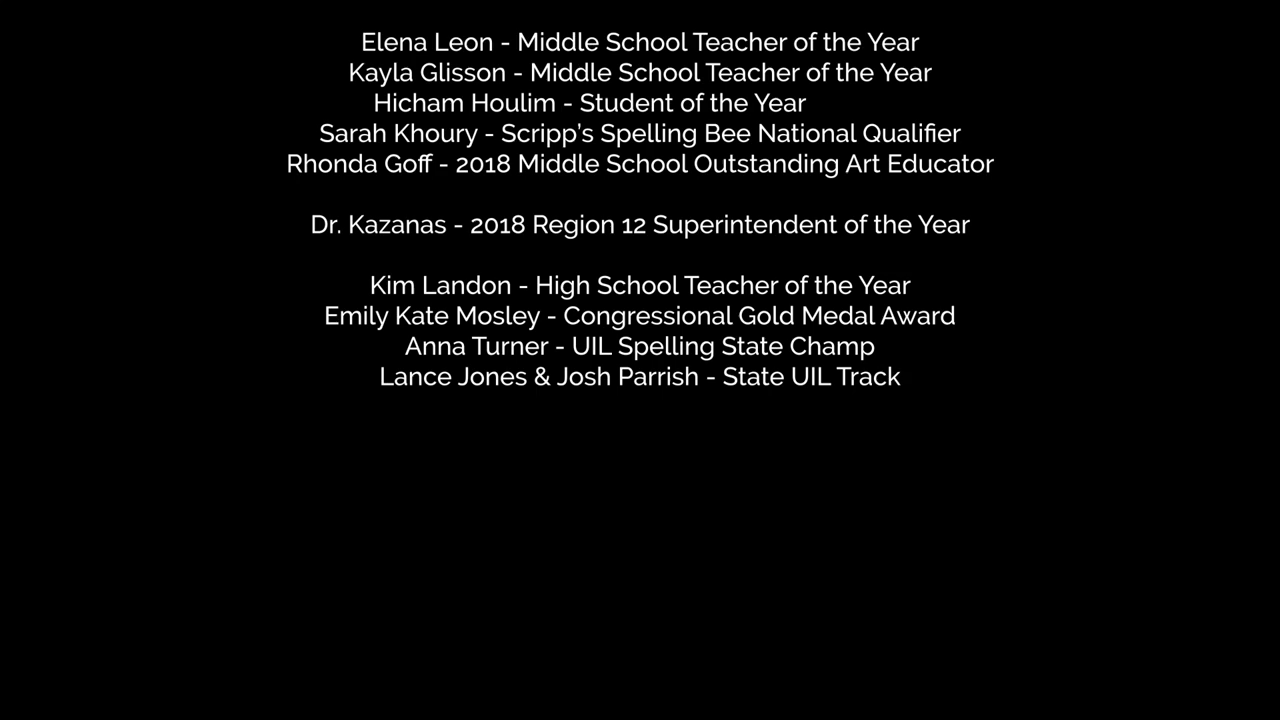 Elena Leon - Middle School Teacher of the Year
Kayla Glisson - Middle School Teacher of the Year
Hicham Houlim - Student of the Year
Sarah Khoury - Scripp's Spelling Bee National Qualifier
Rhonda Goff - 2018 Middle School Outstanding Art Educator
Dr. Kazanas - 2018 Region 12 Superintendent of the Year
Kim Landon - High School Teacher of the Year
Emily Kate Mosley - Congressional Gold Medal Award
Anna Turner - UIL Spelling State Champ
Lance Jones & Josh Parrish - State UIL Track